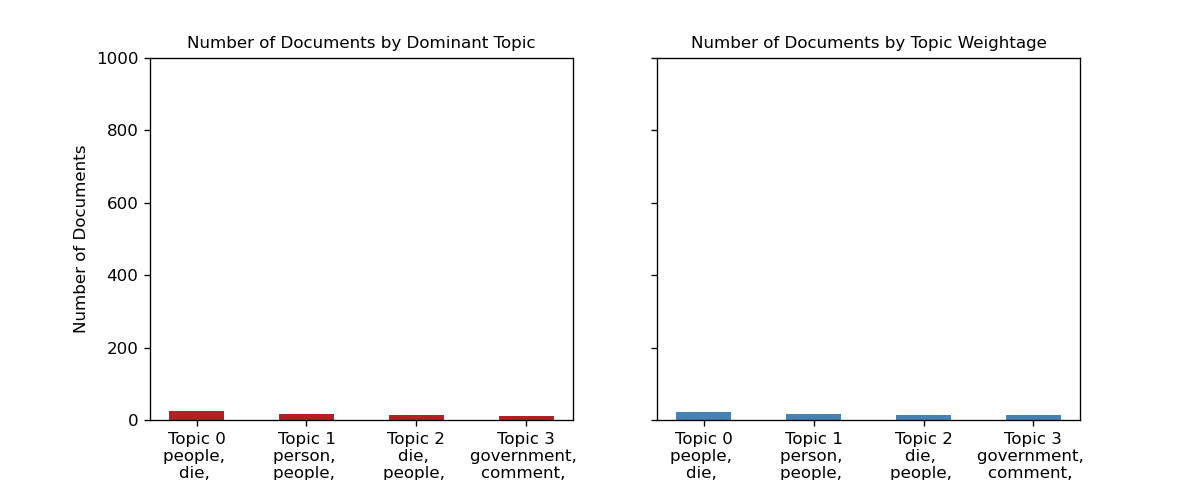 Number of Documents by Dominant Topic
Number of Documents
1000
800
600
400
200
0
Topic 0
people,
die,
Topic 1
person,
people,
Topic 2
die,
people,
Topic 3
government,
comment,
Number of Documents by Topic Weightage
Topic 0
people,
die,
Topic 1
person,
people,
Topic 2
die,
people,
Topic 3
government,
comment,